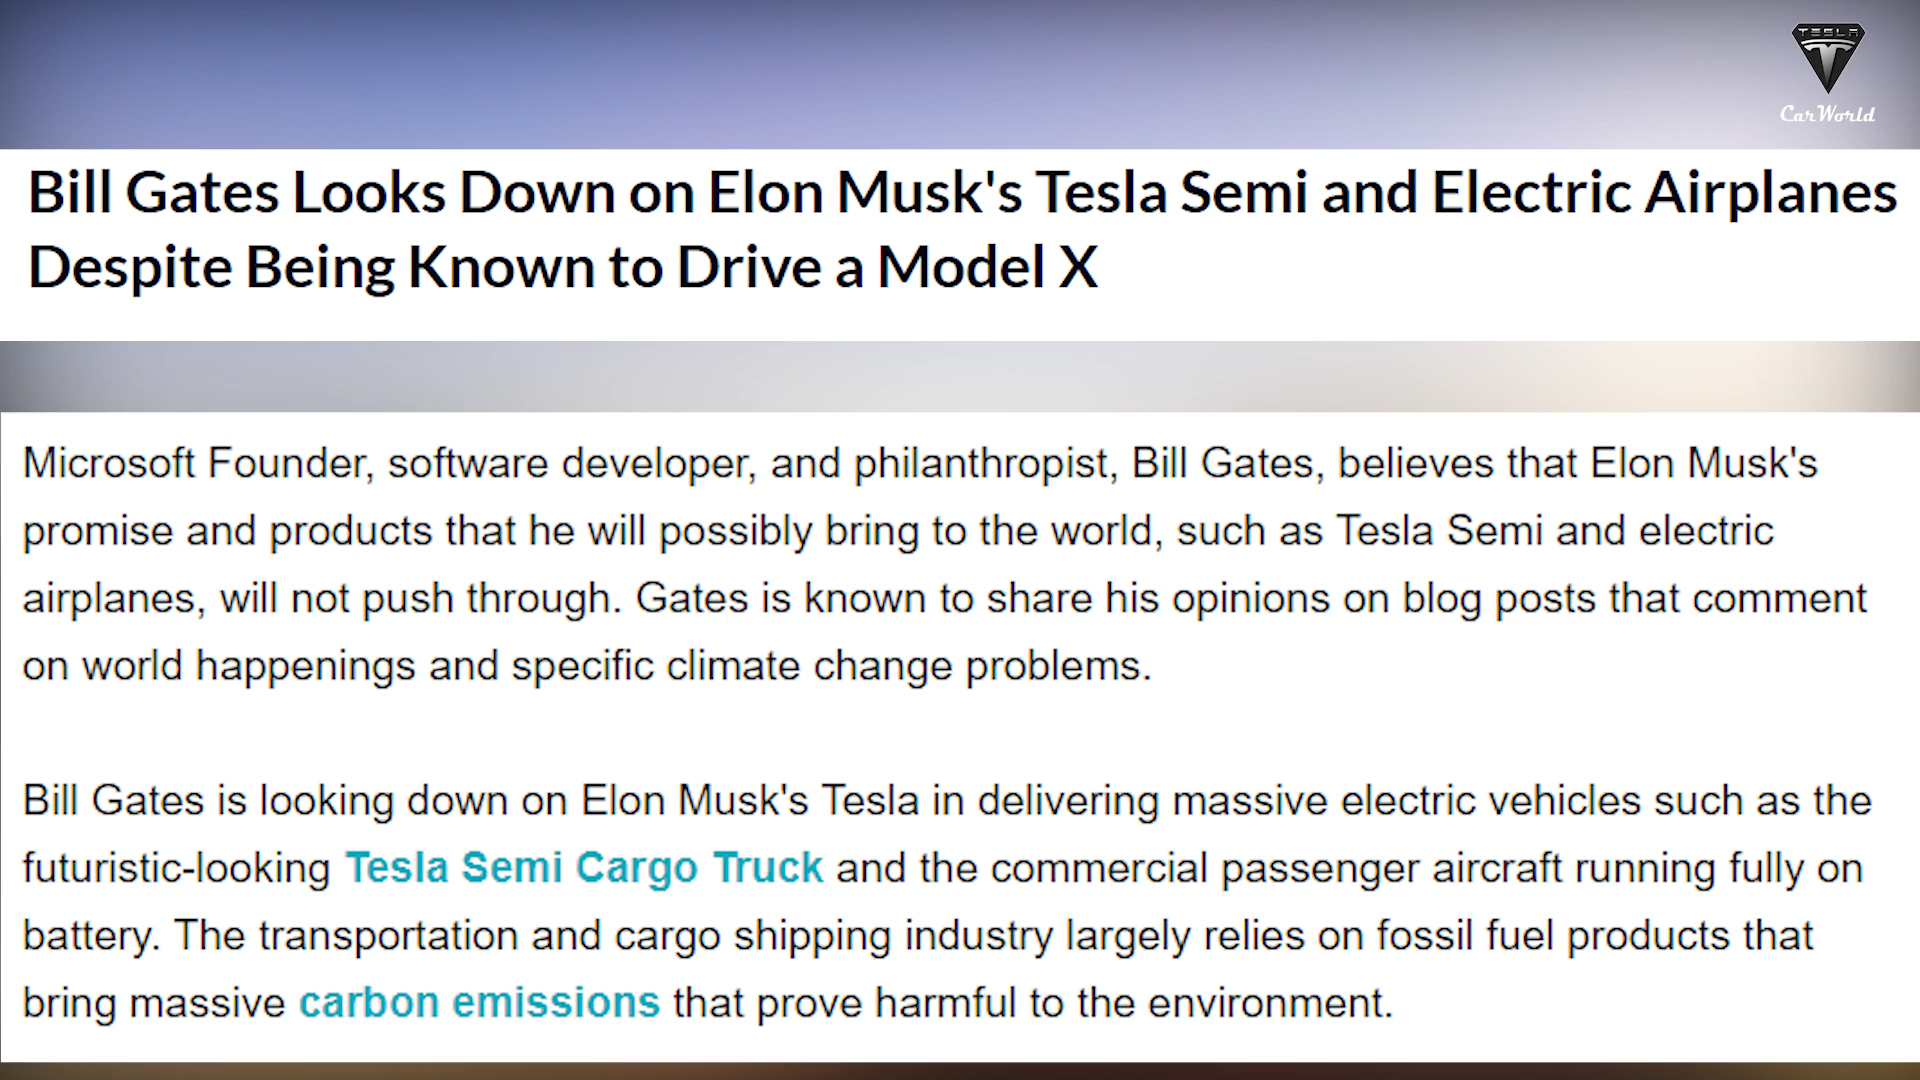 TESLA
CarWorld
Bill Gates Looks Down on Elon Musk's Tesla Semi and Electric Airplanes
Despite Being Known to Drive a Model X
Microsoft Founder, software developer, and philanthropist, Bill Gates, believes that Elon Musk's
promise and products that he will possibly bring to the world, such as Tesla Semi and electric
airplanes, will not push through. Gates is known to share his opinions on blog posts that comment
on world happenings and specific climate change problems.
Bill Gates is looking down on Elon Musk's Tesla in delivering massive electric vehicles such as the
futuristic-looking Tesla Semi Cargo Truck and the commercial passenger aircraft running fully on
battery. The transportation and cargo shipping industry largely relies on fossil fuel products that
bring massive carbon emissions that prove harmful to the environment.